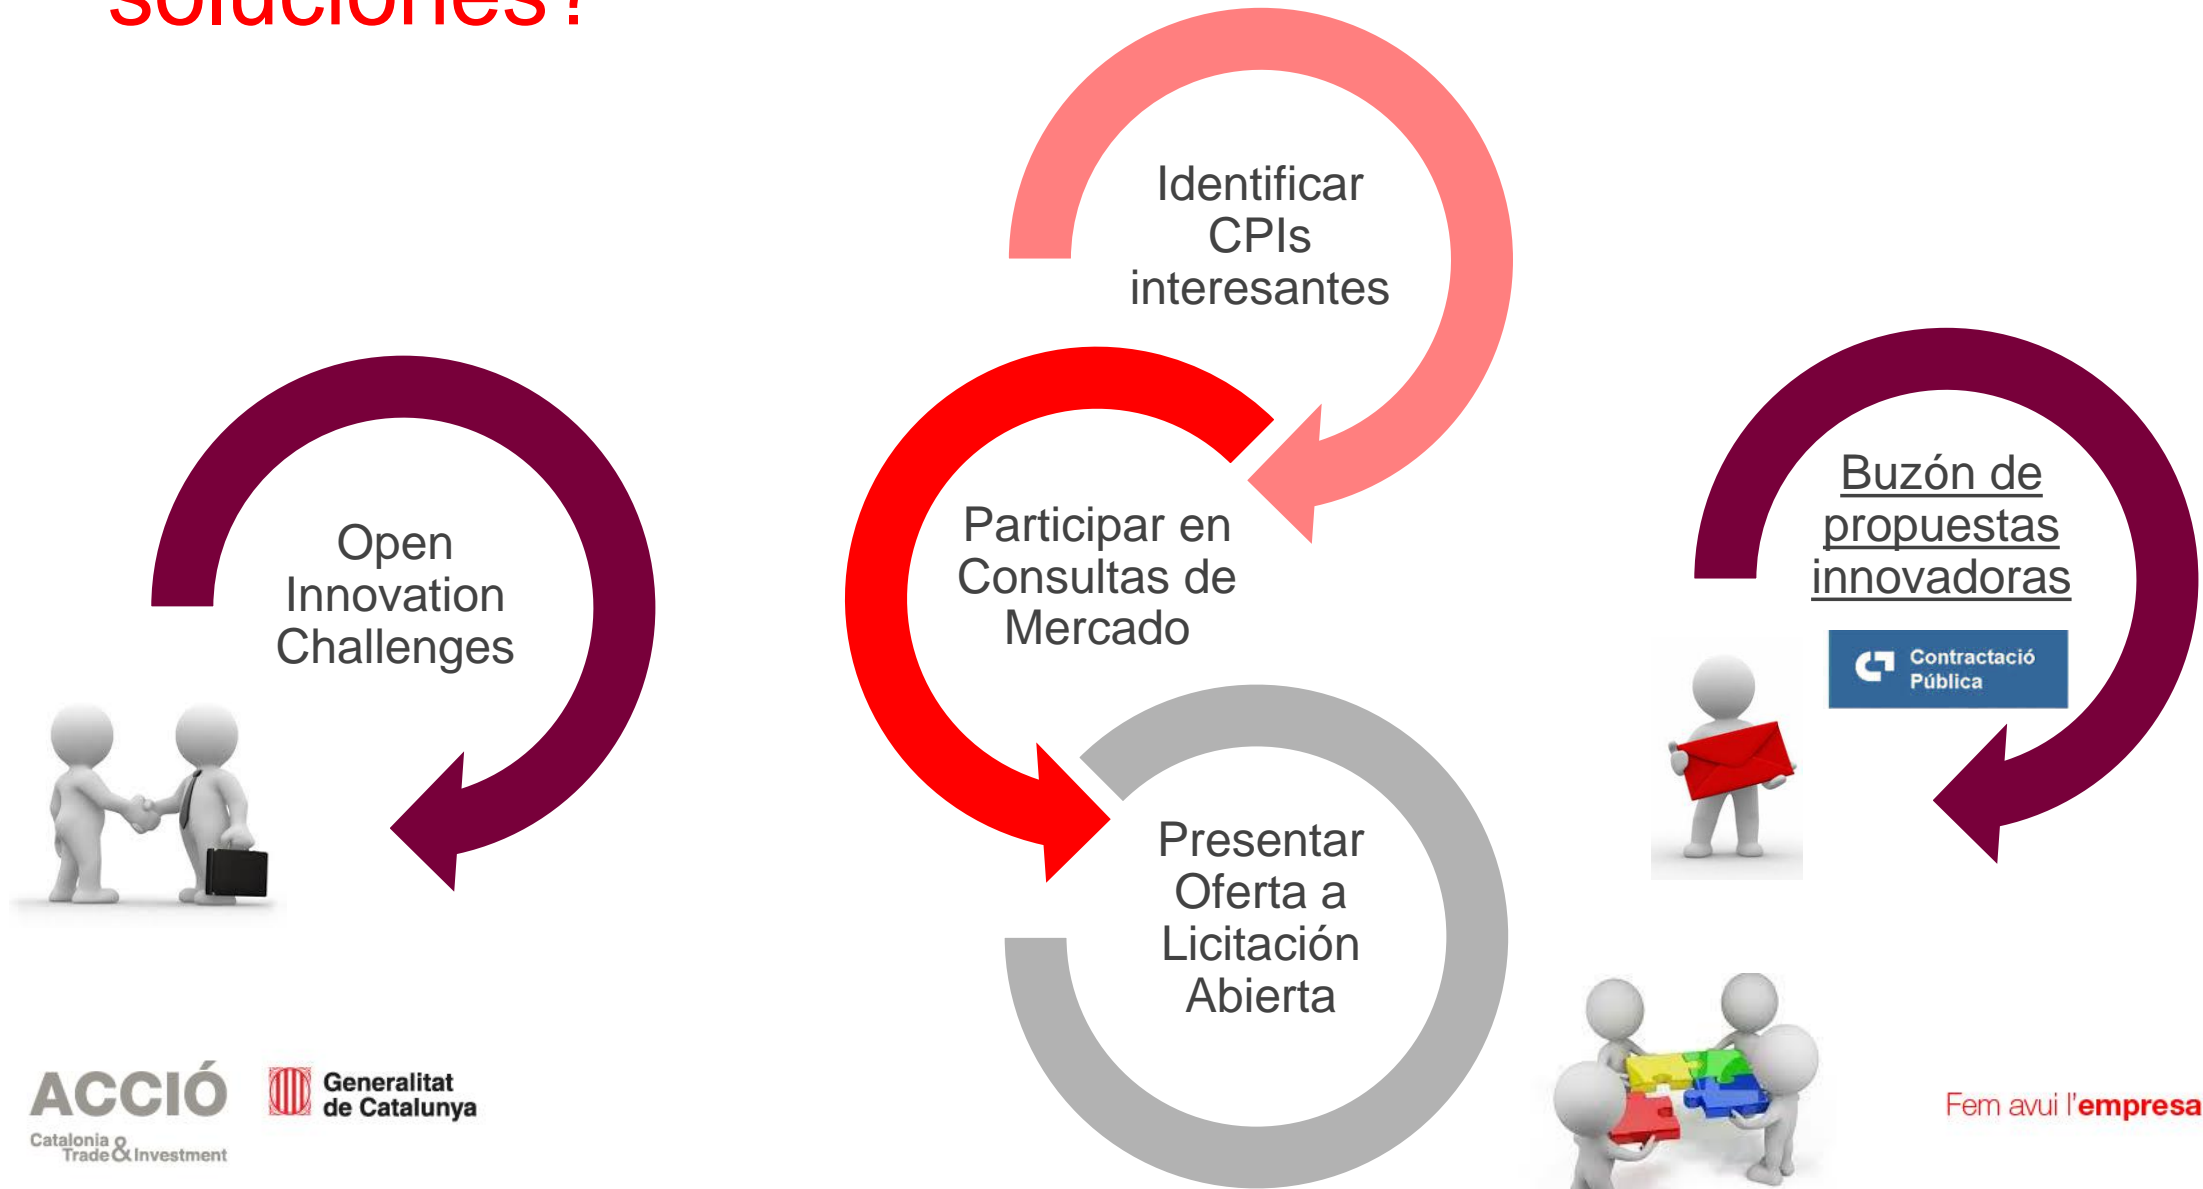 soluciones?
Identificar
CPIs
interesantes
Open
Innovation
Challenges
Participar en
Consultas de
Mercado
Buzón de
propuestas
innovadoras
Contractació
Pública
Presentar
Oferta a
Licitación
Abierta
ACCIÓ
Catalonia
Trade & Investment
Generalitat
de Catalunya
Fem avui l'empresa